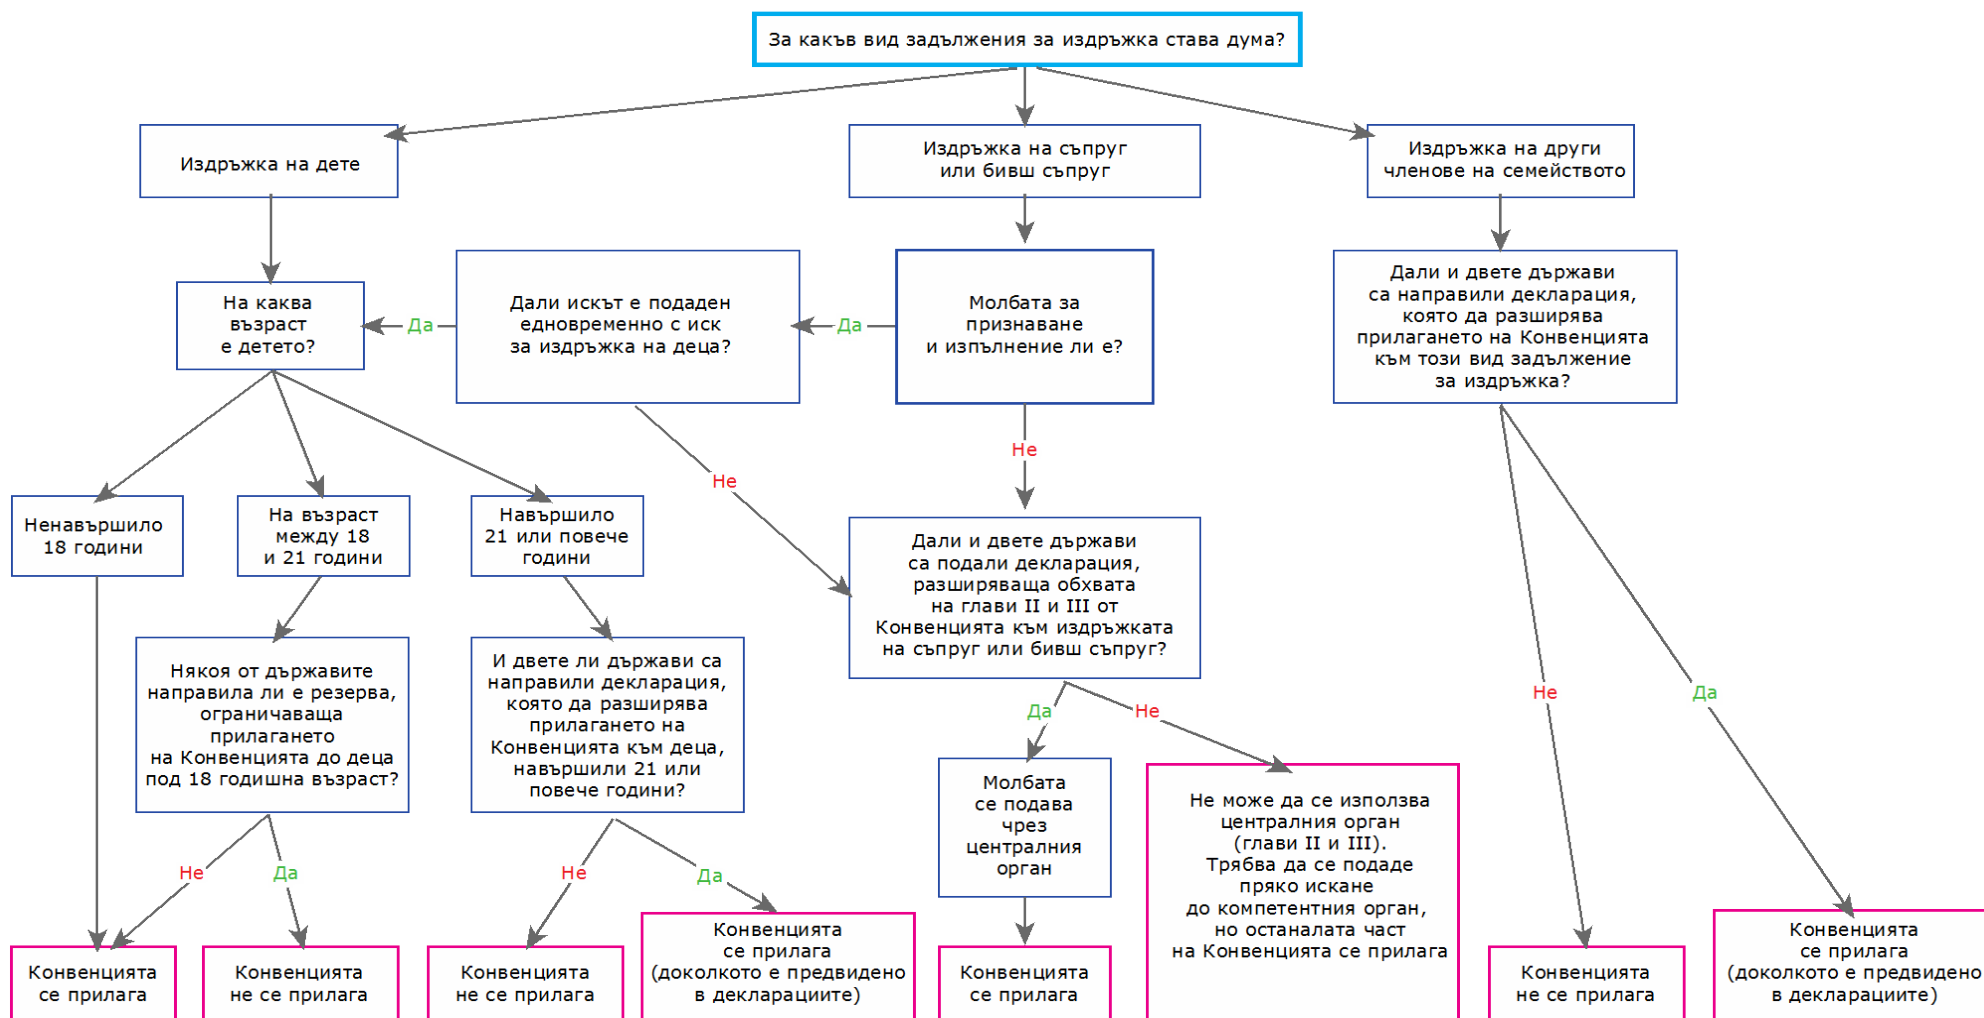 За какъв вид задължения за издръжка става дума?
Издръжка на дете
Издръжка на съпруг
или бивш съпруг
Издръжка на други
членове на семейството
На каква
възраст
е детето?
Да
Дали искът е подаден
едновременно с иск
за издръжка на деца?
Да
Молбата за
признаване
и изпълнение ли е?
Дали и двете държави
са направили декларация,
която да разширява
прилагането на Конвенцията
към този вид задължение
за издръжка?
Не
Не
Ненавършило
18 години
На възраст
между 18
и 21 години
Навършило
21 или повече
години
Дали и двете държави
са подали декларация,
разширяваща обхвата
на глави II и III от
Конвенцията към издръжката
на съпруг или бивш съпруг?
Някоя от държавите
направила ли е резерва,
ограничаваща
прилагането
на Конвенцията до деца
под 18 годишна възраст?
И двете ли държави са
направили декларация,
която да разширява
прилагането на
Конвенцията към деца,
навършили 21 или
повече години?
Да
Не
Не
Да
Молбата
се подава
чрез
централния
орган
Не може да се използва
централния орган
(глави II и III).
Трябва да се подаде
пряко искане
до компетентния орган,
но останалата част
на Конвенцията се прилага
Не
Да
Не
Да
Конвенцията
се прилага
Конвенцията
не се прилага
Конвенцията
не се прилага
Конвенцията
се прилага
(доколкото е предвидено
в декларациите)
Конвенцията
се прилага
Конвенцията
не се прилага
Конвенцията
се прилага
(доколкото е предвидено
в декларациите)